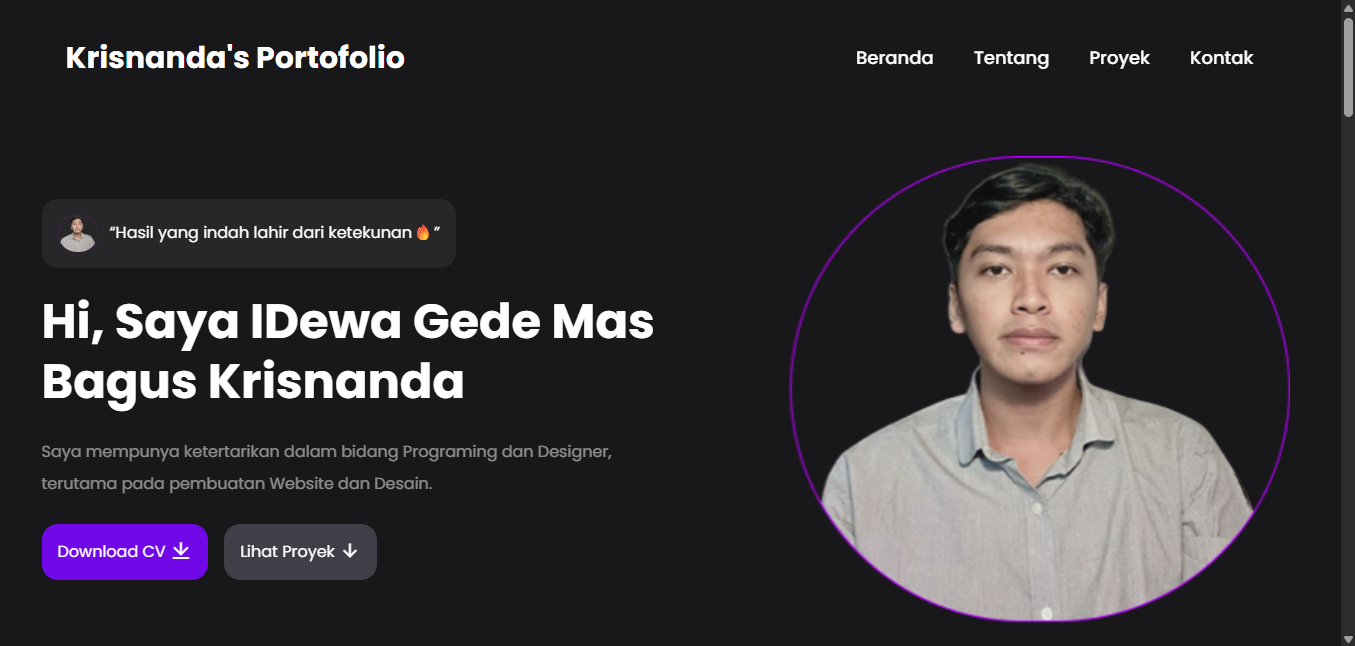 Krisnanda's Portofolio
Beranda Tentang Proyek Kontak
“Hasil yang indah lahir dari ketekunan🔥”
Hi, Saya IDewa Gede Mas
Bagus Krisnanda
Saya mempunya ketertarikan dalam bidang Programing dan Designer,
terutama pada pembuatan Website dan Desain.
Download CV
Lihat Proyek